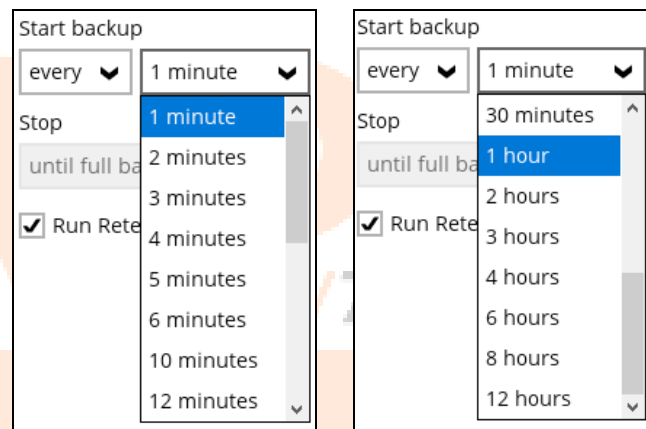 Start backup
every 1 minute
1 minute
Stop
2 minutes
until full ba
3 minutes
Run Rete
4 minutes
5 minutes
6 minutes
10 minutes
12 minutes
Start backup
every 1 minute
30 minutes
Stop
1 hour
until full ba
2 hours
Run Rete
3 hours
4 hours
6 hours
8 hours
12 hours